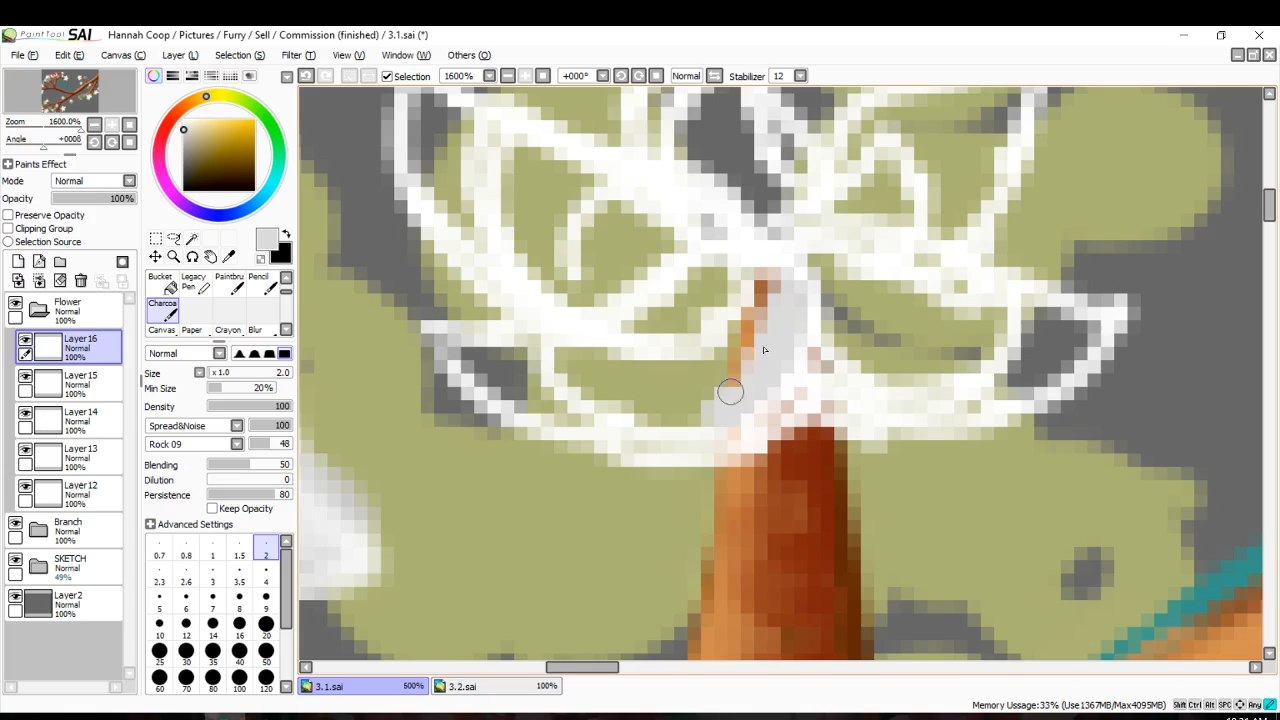 PaintTool SAI Hannah Coop / Pictures / Furry / Sell / Commission (finished) / 3.1.sai (*)
File (F) Edit (E) Canvas (C) Layer (L) Selection (S) Filter (T) View (V) Window (W) Others (O)
Selection 1600% +000° Normal Stabilizer 12
Zoom 1600.0%
Angle +000δ
Paints Effect
Mode Normal
Opacity 100%
Preserve Opacity
Clipping Group
Selection Source
Flower
Normal
100%
Layer16
Normal
100%
Layer15
Normal
100%
Layer14
Normal
100%
Layer13
Normal
100%
Layer12
Normal
100%
Branch
Normal
100%
SKETCH
49%
Layer2
Normal
100%
Bucket Legacy Pen Paintbru Pencil
Charcoa
Canvas Paper Crayon Blur
Normal
Size x 1.0 2.0
Min Size 20%
Density 100
Spread&Noise 100
Rock 09 48
Blending 50
Dilution 0
Persistence 80
Keep Opacity
Advanced Settings
0.7 0.8 1 1.5 2
2.3 2.6 3 3.5 4
5 6 7 8 9
10 12 14 16 20
25 30 35 40 50
60 70 80 100 120
3.1.sai 600% 3.2.sai 100%
Memory Usage:33% (Use1367MB/Max4095MB) Shift Ctrl Alt SPC Any